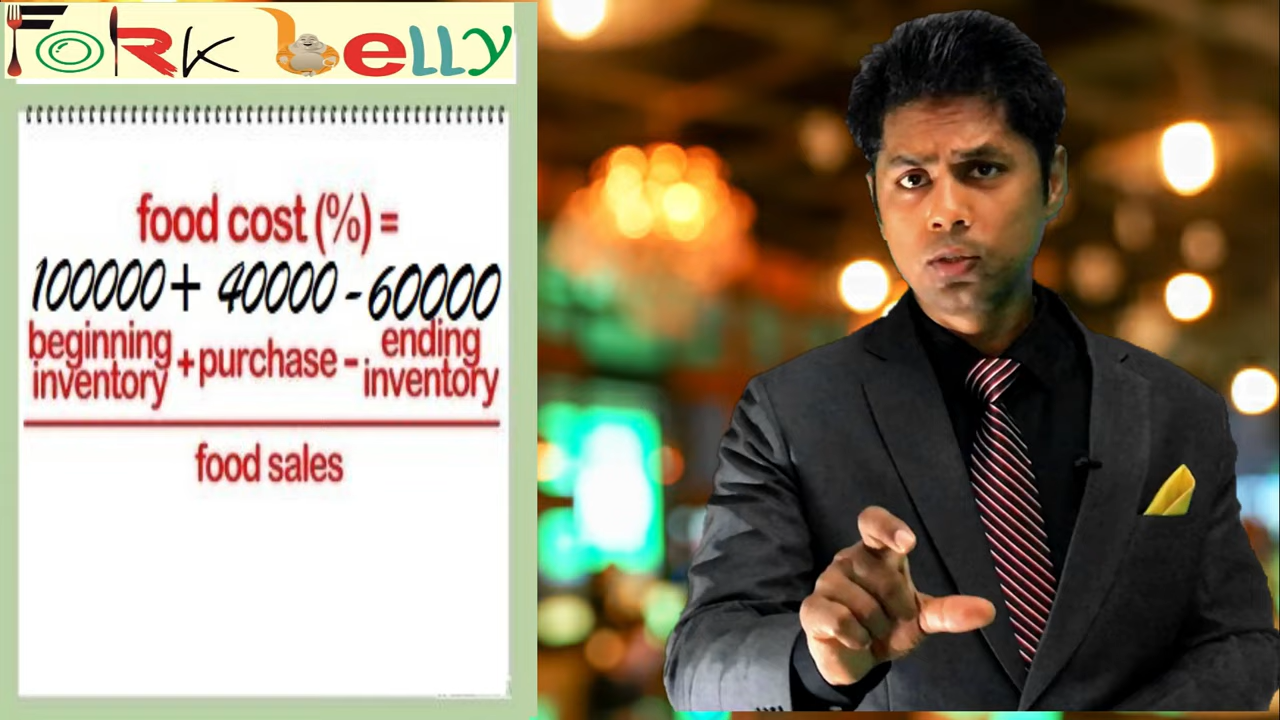 Fork belly
food cost (%) =
100000 + 40000 - 60000
beginning inventory + purchase - ending inventory
food sales